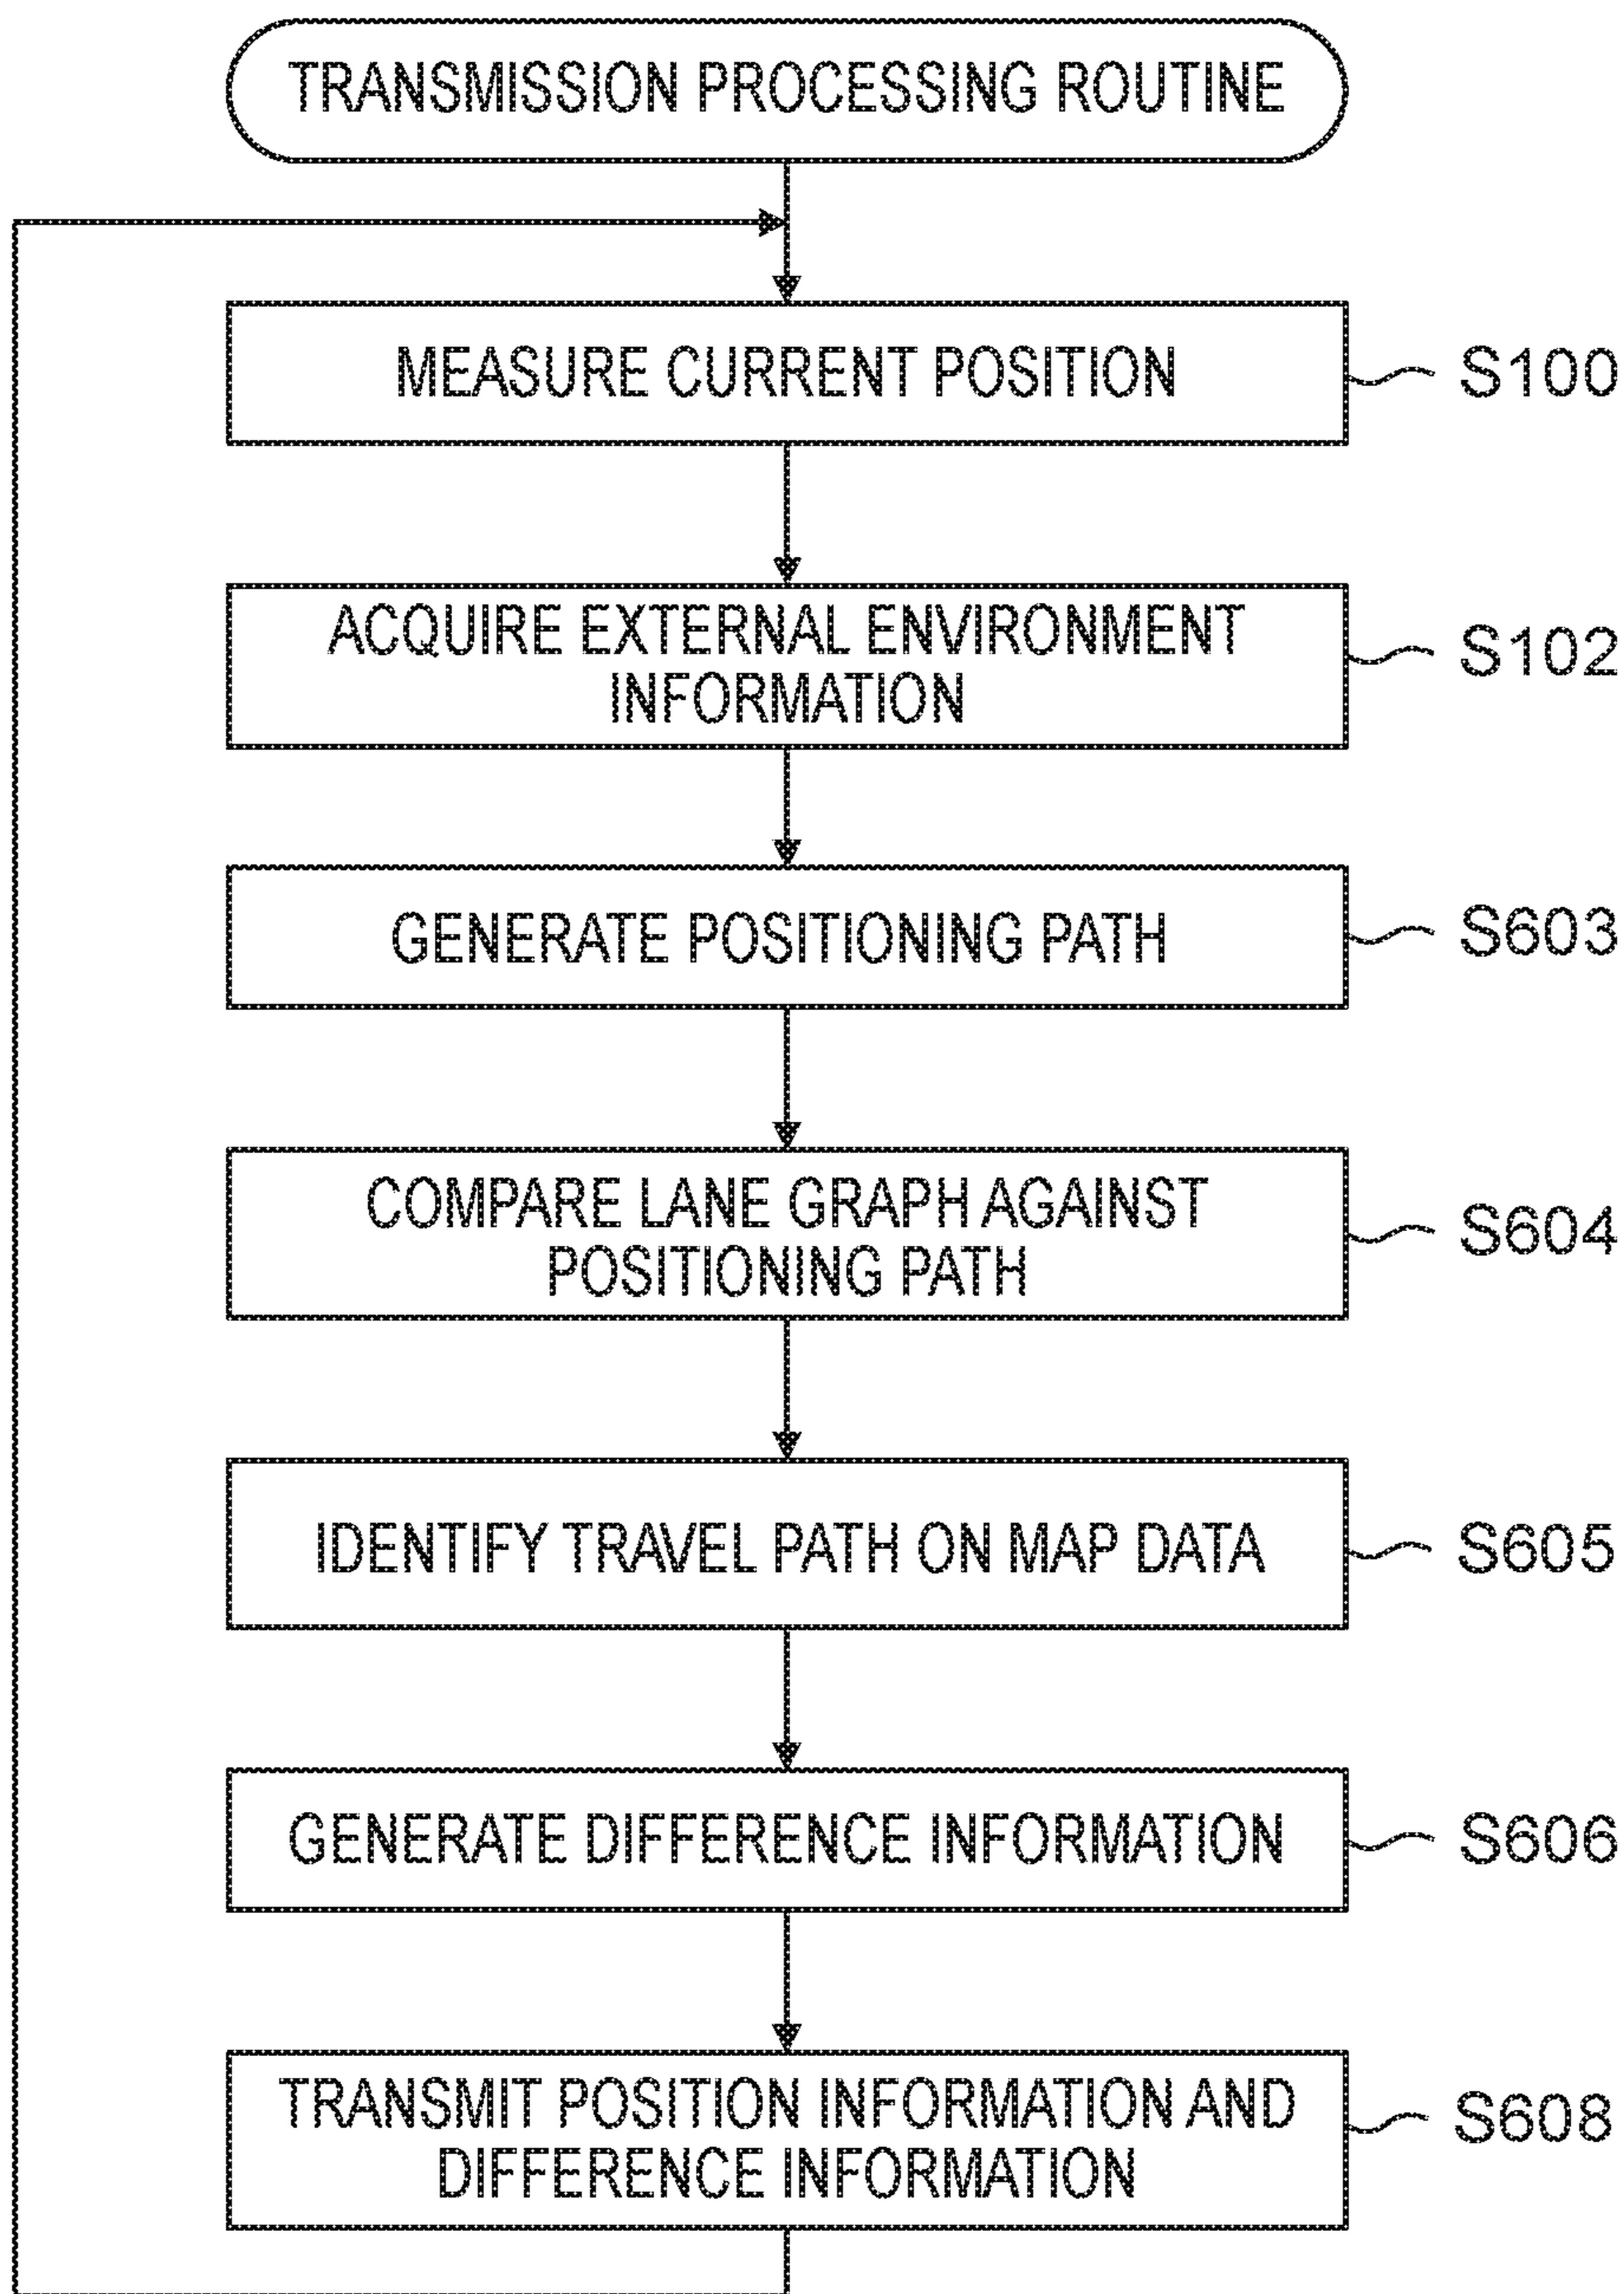 TRANSMISSION PROCESSING ROUTINE
MEASURE CURRENT POSITION
S100
ACQUIRE EXTERNAL ENVIRONMENT
INFORMATION
S102
GENERATE POSITIONING PATH
S603
COMPARE LANE GRAPH AGAINST
POSITIONING PATH
S604
IDENTIFY TRAVEL PATH ON MAP DATA
S605
GENERATE DIFFERENCE INFORMATION
S606
TRANSMIT POSITION INFORMATION AND
DIFFERENCE INFORMATION
S608